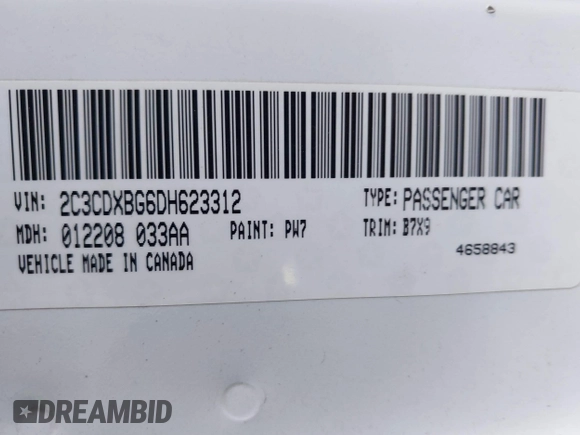 VIN: 2C3CDXBG6DH623312 TYPE: PASSENGER CAR
MDH: 012208 033AA PAINT: PW7 TRIM: B7X9
VEHICLE MADE IN CANADA 4658843
DREAMBID